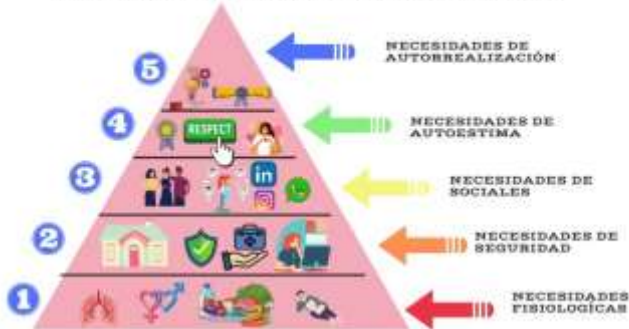 5
NECESIDADES DE
AUTORREALIZACIÓN
4
RESPECT
NECESIDADES DE
AUTOESTIMA
3
in
NECESIDADES DE
SOCIALES
2
NECESIDADES DE
SEGURIDAD
1
NECESIDADES
FISIOLOGÍCAS